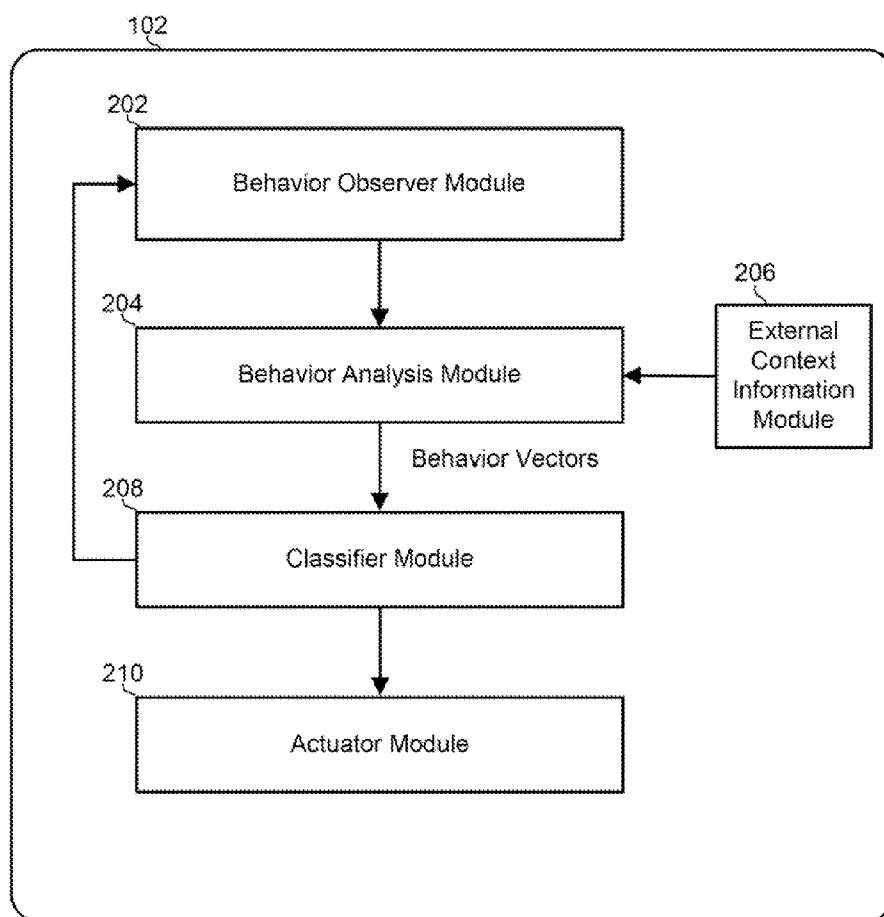 102
202
Behavior Observer Module
204
Behavior Analysis Module
206
External
Context
Information
Module
Behavior Vectors
208
Classifier Module
210
Actuator Module